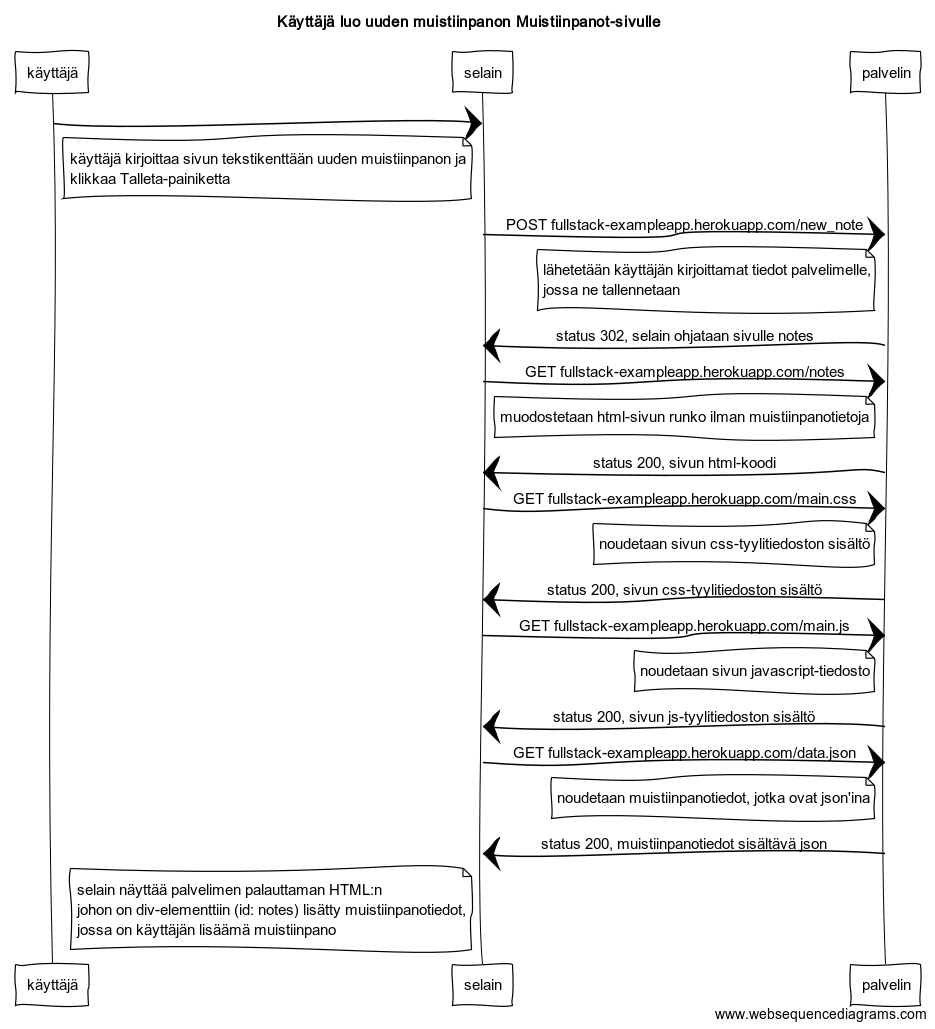 Käyttäjä luo uuden muistiinpanon Muistiinpanot-sivulle
käyttäjä
selain
palvelin
käyttäjä kirjoittaa sivun tekstikenttään uuden muistiinpanon ja
klikkaa Talleta-painiketta
POST fullstack-exampleapp.herokuapp.com/new_note
lähetetään käyttäjän kirjoittamat tiedot palvelimelle,
jossa ne tallennetaan
status 302, selain ohjataan sivulle notes
GET fullstack-exampleapp.herokuapp.com/notes
muodostetaan html-sivun runko ilman muistiinpanotietoja
status 200, sivun html-koodi
GET fullstack-exampleapp.herokuapp.com/main.css
noudetaan sivun css-tyylitiedoston sisältö
status 200, sivun css-tyylitiedoston sisältö
GET fullstack-exampleapp.herokuapp.com/main.js
noudetaan sivun javascript-tiedosto
status 200, sivun js-tyylitiedoston sisältö
GET fullstack-exampleapp.herokuapp.com/data.json
noudetaan muistiinpanotiedot, jotka ovat json'ina
status 200, muistiinpanotiedot sisältävä json
selain näyttää palvelimen palauttaman HTML:n
johon on div-elementtiin (id: notes) lisätty muistiinpanotiedot,
jossa on käyttäjän lisäämä muistiinpano
käyttäjä
selain
palvelin
www.websequencediagrams.com